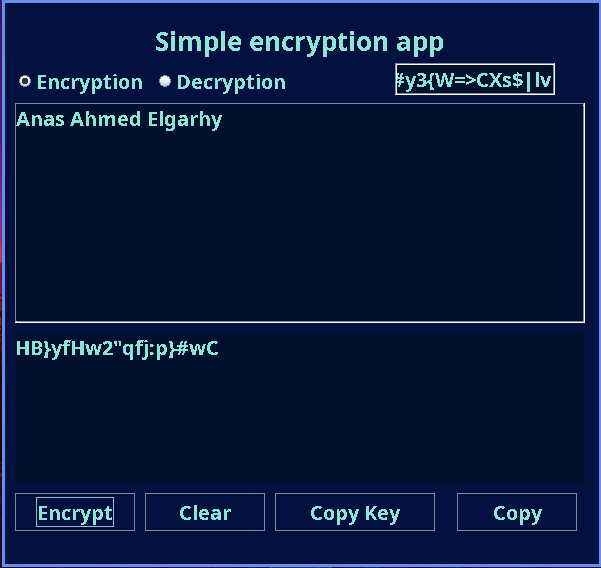 Simple encryption app
Encryption Decryption #y3{W=>CXs$|lv
Anas Ahmed Elgarhy
HB}yfHw2"qfj:p}#wC
Encrypt Clear Copy Key Copy